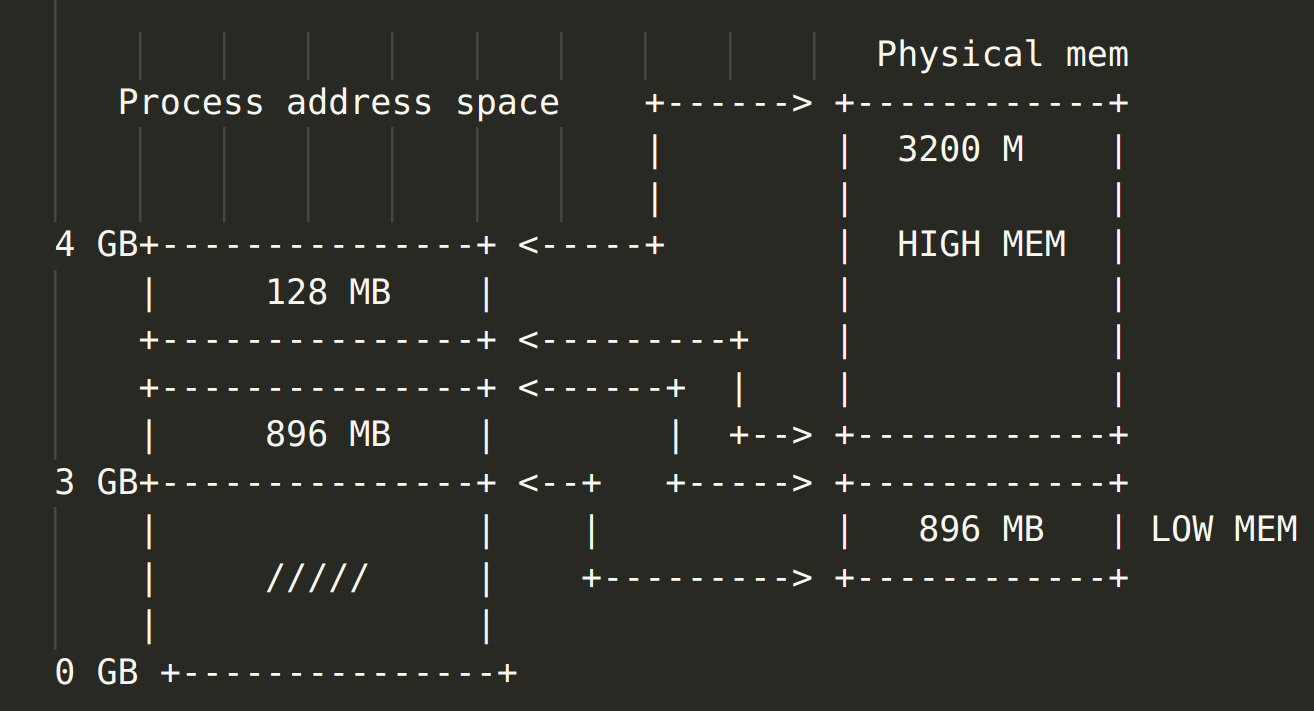 Physical mem
   Process address space    +------> +------------+
                            |        |  3200 M    |
                            |        |            |
4 GB+---------------+ <-----+        |  HIGH MEM  |
    |     128 MB    |                |            |
    +---------------+ <---------+    |            |
    +---------------+ <------+  |    |            |
    |     896 MB    |        |  +--> +------------+
3 GB+---------------+ <--+   +-----> +------------+
    |               |    |           |   896 MB   | LOW MEM
    |     /////     |    +---------> +------------+
    |               |
0 GB +---------------+